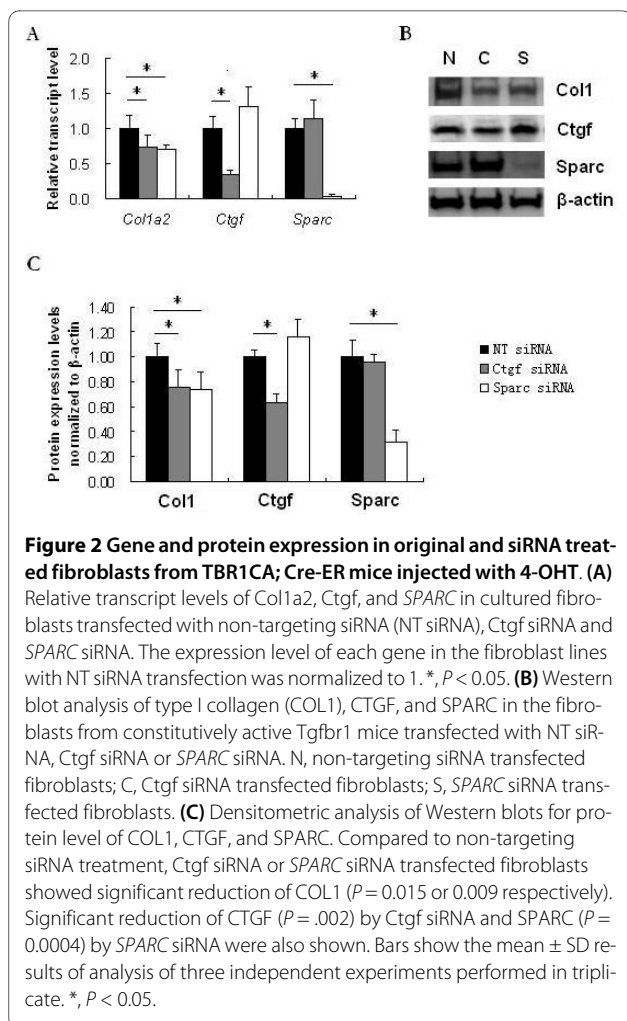 A
Relative transcript level
2.0
1.5
1.0
0.5
0.0
* * * *
Col1a2 Ctgf Sparc
B
N C S
Col1
Ctgf
Sparc
β-actin
C
Protein expression levels
normalized to β-actin
1.40
1.20
1.00
0.80
0.60
0.40
0.20
0.00
* * * *
Col1 Ctgf Sparc
NT siRNA
Ctgf siRNA
Sparc siRNA
Figure 2 Gene and protein expression in original and siRNA treat-
ed fibroblasts from TBR1CA; Cre-ER mice injected with 4-OHT. (A)
Relative transcript levels of Col1a2, Ctgf, and SPARC in cultured fibro-
blasts transfected with non-targeting siRNA (NT siRNA), Ctgf siRNA and
SPARC siRNA. The expression level of each gene in the fibroblast lines
with NT siRNA transfection was normalized to 1. *, P < 0.05. (B) Western
blot analysis of type I collagen (COL1), CTGF, and SPARC in the fibro-
blasts from constitutively active Tgfbr1 mice transfected with NT siR-
NA, Ctgf siRNA or SPARC siRNA. N, non-targeting siRNA transfected
fibroblasts; C, Ctgf siRNA transfected fibroblasts; S, SPARC siRNA trans-
fected fibroblasts. (C) Densitometric analysis of Western blots for pro-
tein level of COL1, CTGF, and SPARC. Compared to non-targeting
siRNA treatment, Ctgf siRNA or SPARC siRNA transfected fibroblasts
showed significant reduction of COL1 (P = 0.015 or 0.009 respectively).
Significant reduction of CTGF (P = .002) by Ctgf siRNA and SPARC (P =
0.0004) by SPARC siRNA were also shown. Bars show the mean ± SD re-
sults of analysis of three independent experiments performed in tripli-
cate. *, P < 0.05.